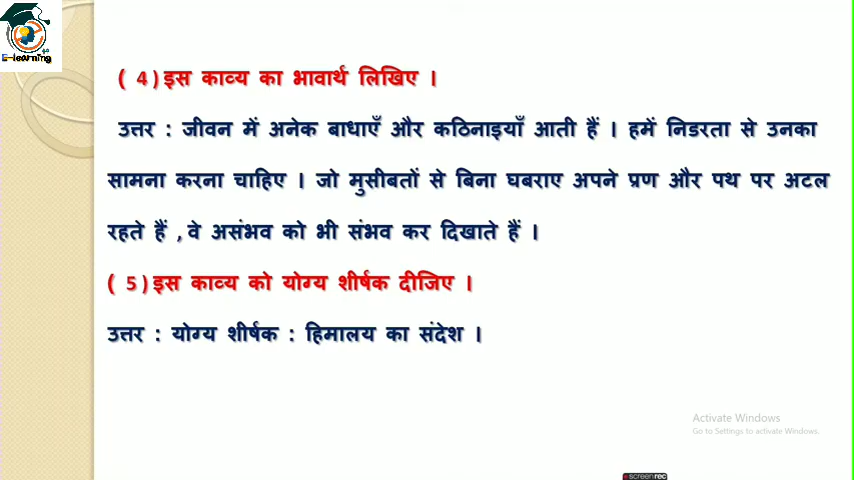 E-learning
( 4)इस काव्य का भावार्थ लिखिए ।
उत्तर : जीवन में अनेक बाधाएँ और कठिनाइयाँ आती हैं । हमें निडरता से उनका
सामना करना चाहिए । जो मुसीबतों से बिना घबराए अपने प्रण और पथ पर अटल
रहते हैं ,वे असंभव को भी संभव कर दिखाते हैं ।
( 5)इस काव्य को योग्य शीर्षक दीजिए ।
उत्तर : योग्य शीर्षक : हिमालय का संदेश ।
Activate Windows
Go to Settings to activate Windows.
screenrec